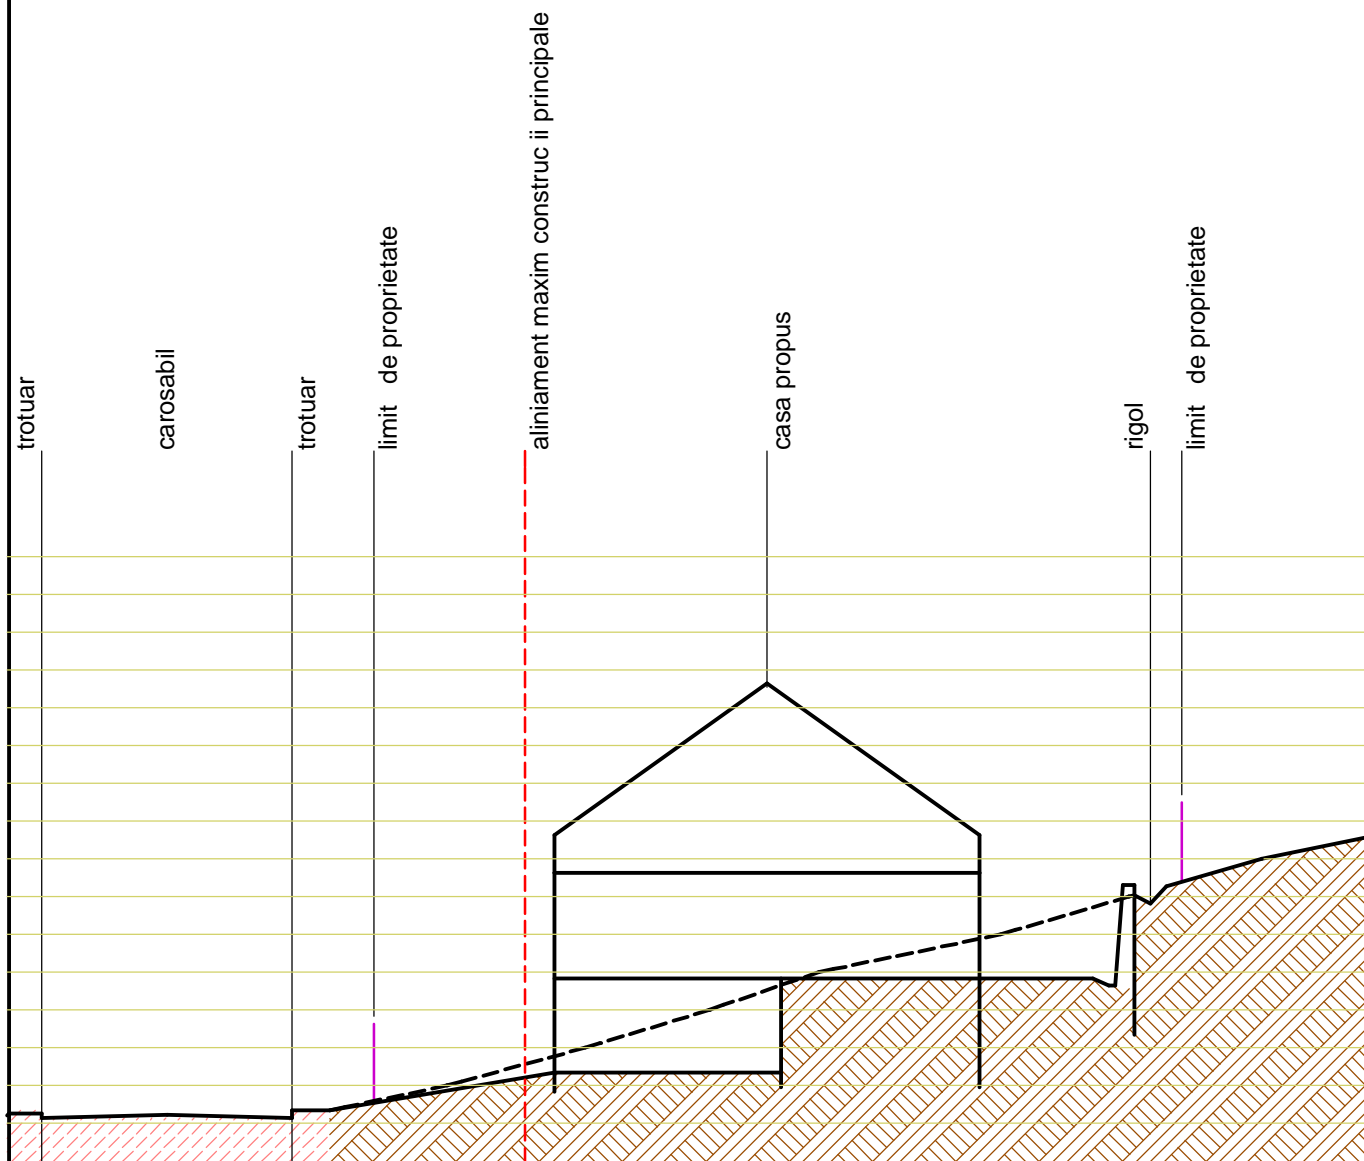 trotuar
carosabil
trotuar
limit de proprietate
aliniament maxim construc ii principale
casa propus
rigol
limit de proprietate